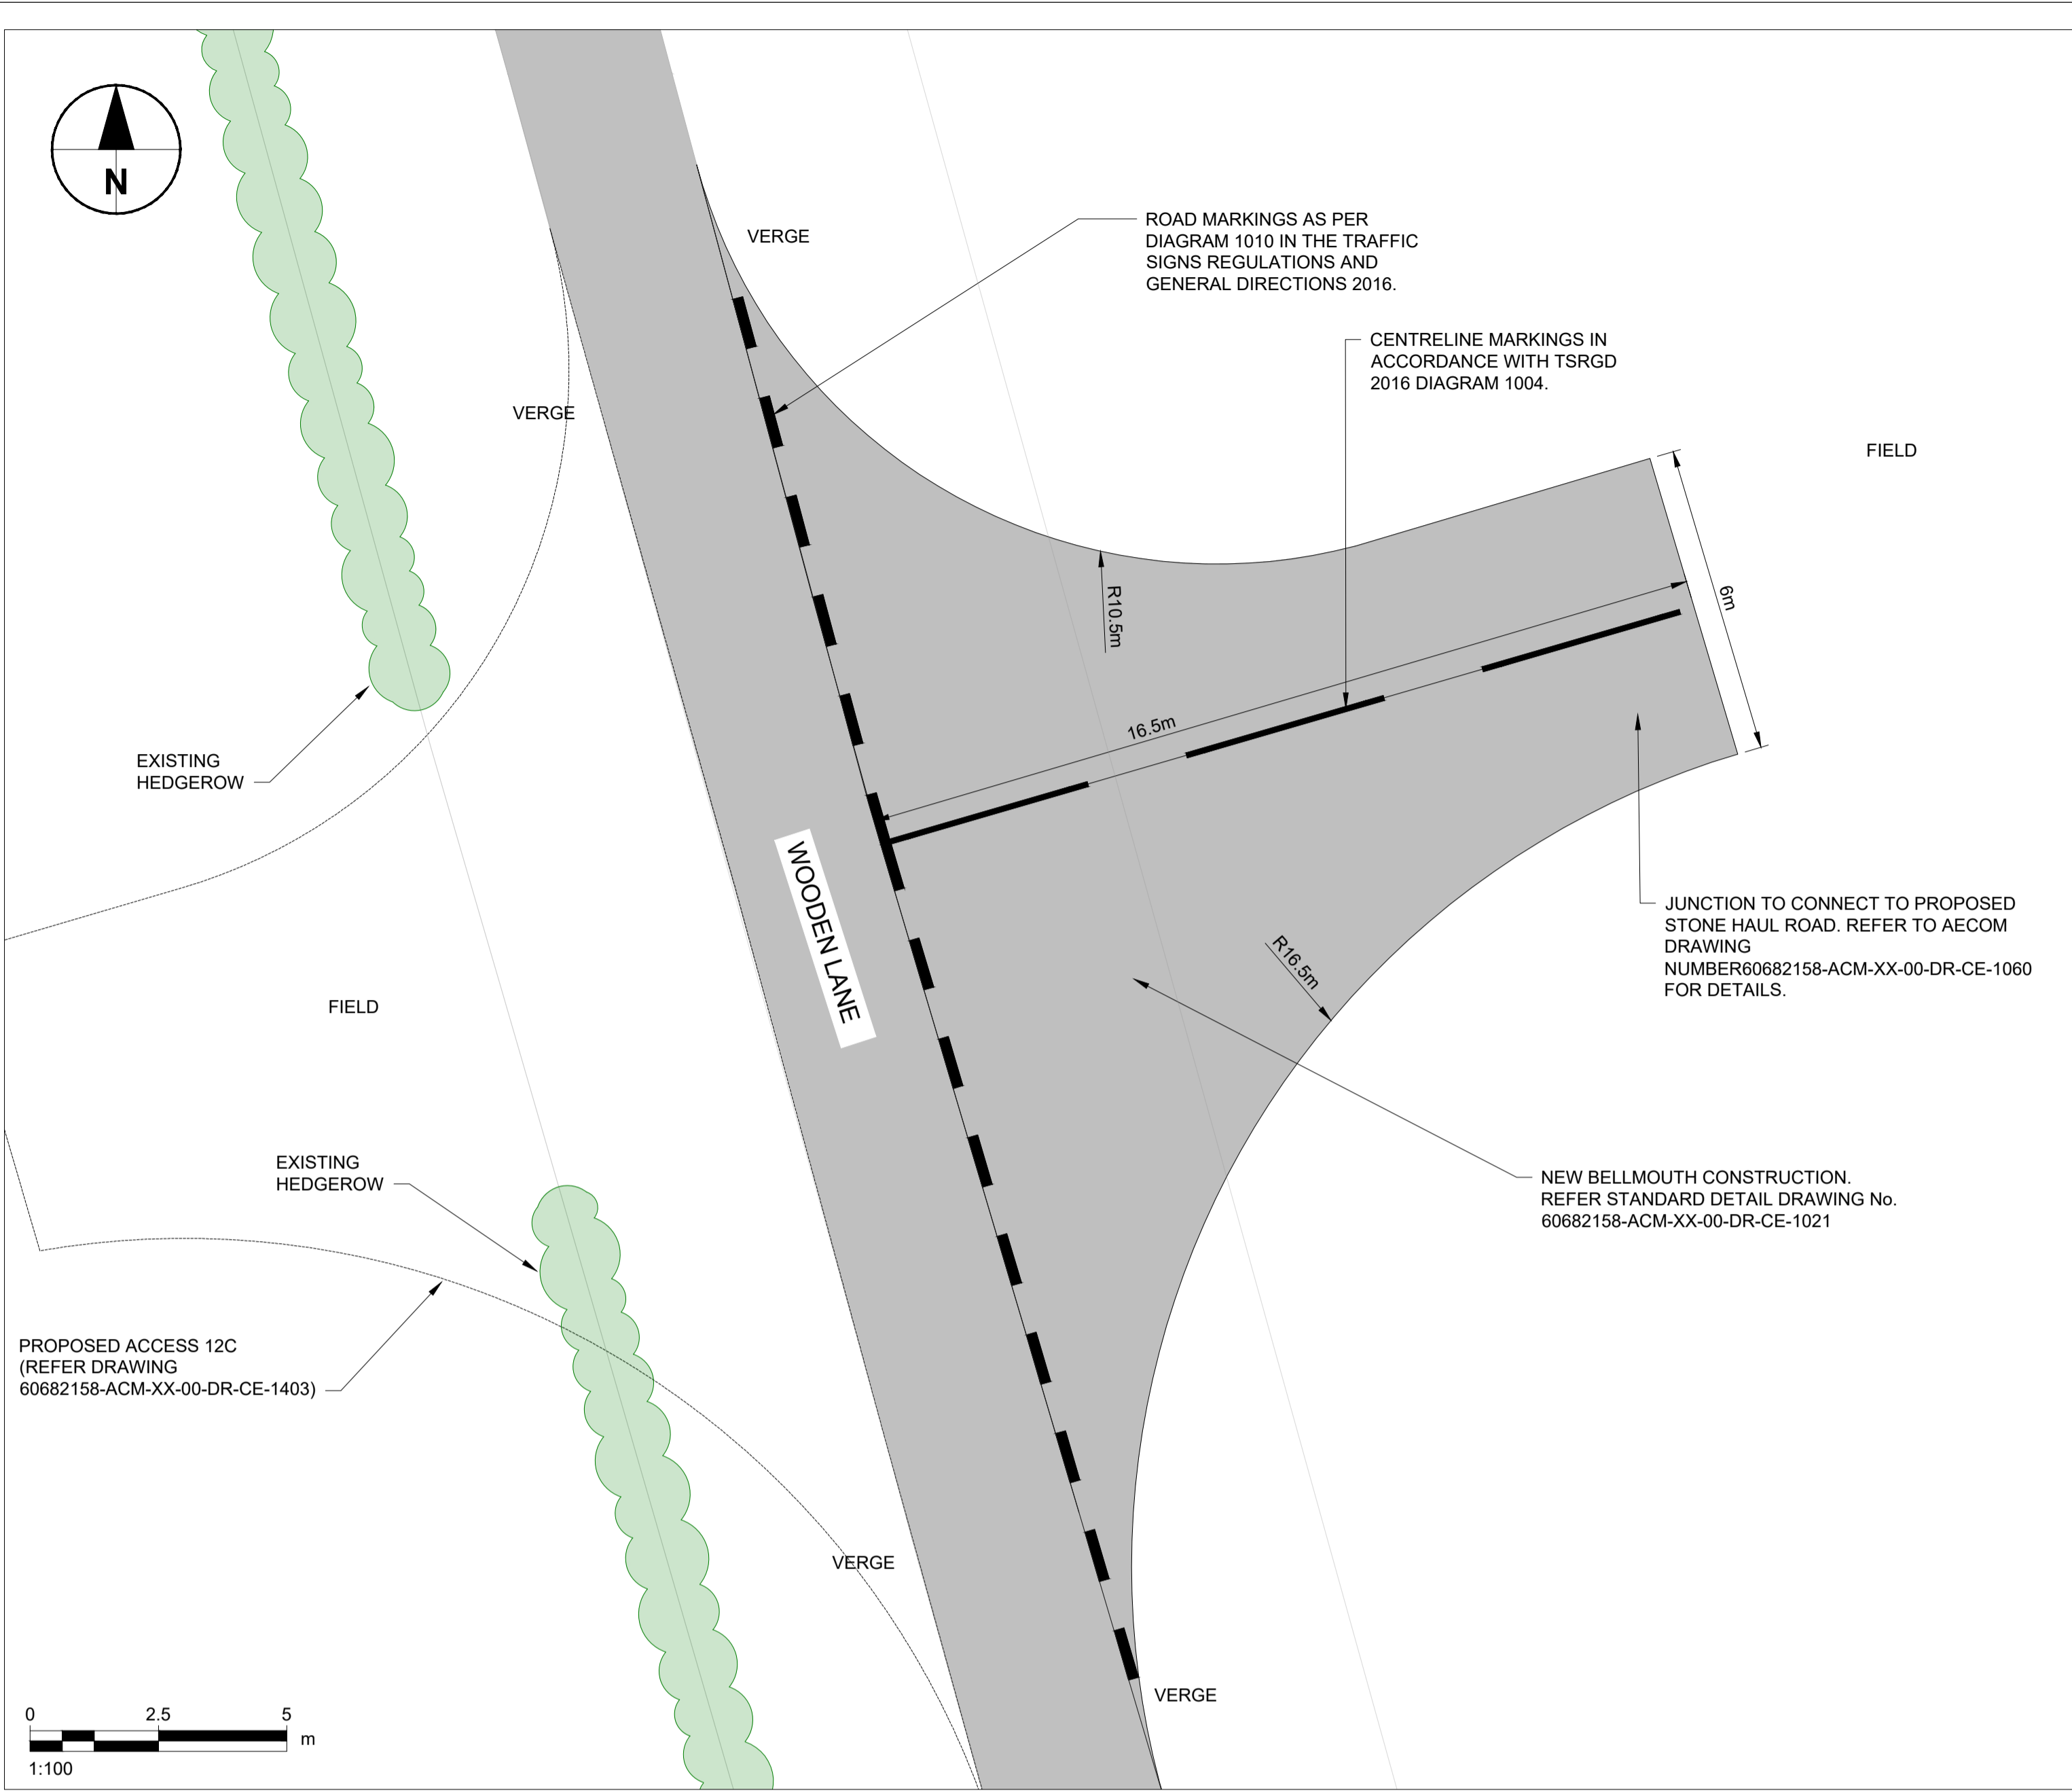 N
VERGE
ROAD MARKINGS AS PER
DIAGRAM 1010 IN THE TRAFFIC
SIGNS REGULATIONS AND
GENERAL DIRECTIONS 2016.
CENTRELINE MARKINGS IN
ACCORDANCE WITH TSRGD
2016 DIAGRAM 1004.
VERGE
FIELD
R10.5m
6m
16.5m
EXISTING
HEDGEROW
WOODEN LANE
JUNCTION TO CONNECT TO PROPOSED
STONE HAUL ROAD. REFER TO AECOM
DRAWING
NUMBER60682158-ACM-XX-00-DR-CE-1060
FOR DETAILS.
R16.5m
FIELD
EXISTING
HEDGEROW
NEW BELLMOUTH CONSTRUCTION.
REFER STANDARD DETAIL DRAWING No.
60682158-ACM-XX-00-DR-CE-1021
PROPOSED ACCESS 12C
(REFER DRAWING
60682158-ACM-XX-00-DR-CE-1403)
VERGE
VERGE
0 2.5 5
m
1:100